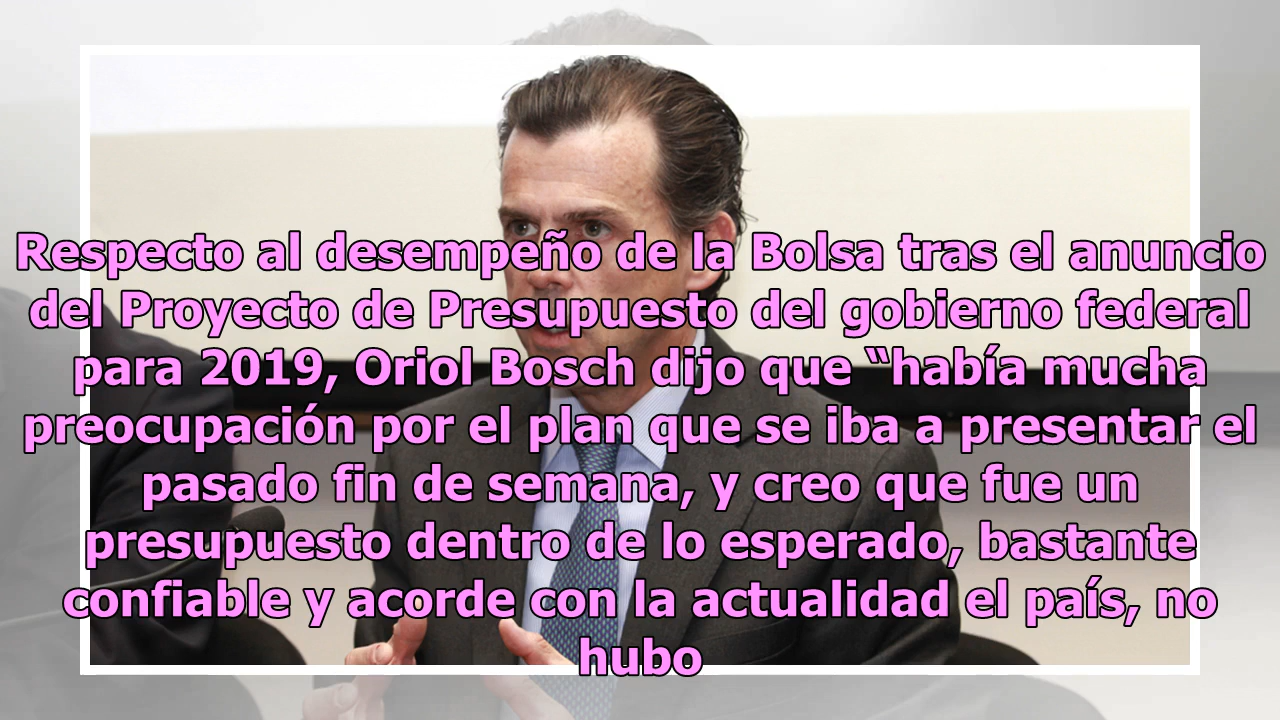 Respecto al desempeño de la Bolsa tras el anuncio
del Proyecto de Presupuesto del gobierno federal
para 2019, Oriol Bosch dijo que “había mucha
preocupación por el plan que se iba a presentar el
pasado fin de semana, y creo que fue un
presupuesto dentro de lo esperado, bastante
confiable y acorde con la actualidad el país, no
hubo